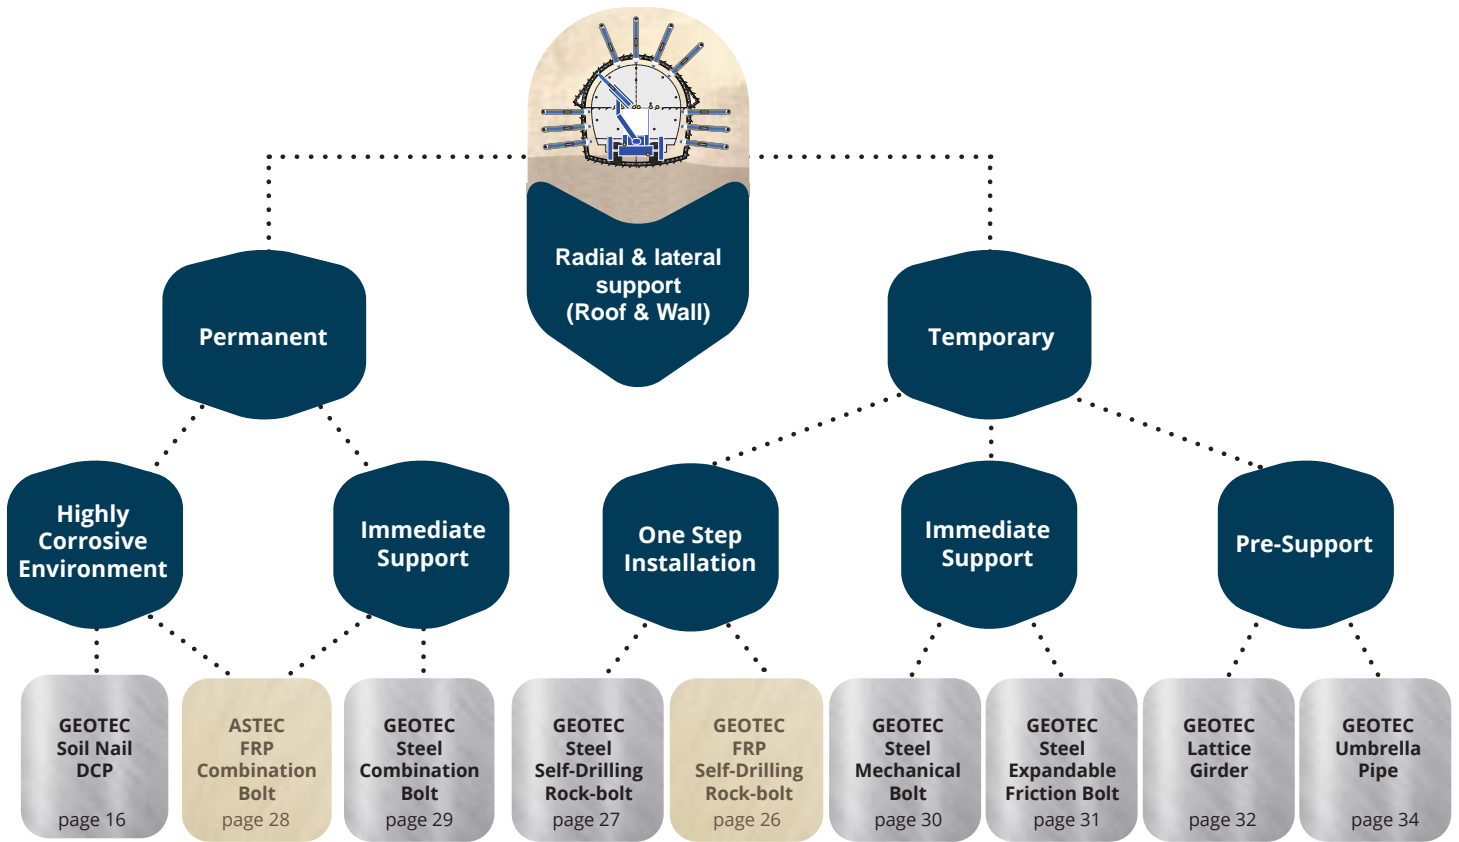 Radial & lateral
support
(Roof & Wall)
Permanent
Temporary
Highly
Corrosive
Environment
Immediate
Support
One Step
Installation
Immediate
Support
Pre-Support
GEOTEC
Soil Nail
DCP
page 16
ASTEC
FRP
Combination
Bolt
page 28
GEOTEC
Steel
Combination
Bolt
page 29
GEOTEC
Steel
Self-Drilling
Rock-bolt
page 27
GEOTEC
FRP
Self-Drilling
Rock-bolt
page 26
GEOTEC
Steel
Mechanical
Bolt
page 30
GEOTEC
Steel
Expandable
Friction Bolt
page 31
GEOTEC
Lattice
Girder
page 32
GEOTEC
Umbrella
Pipe
page 34